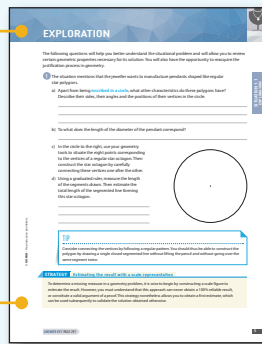 EXPLORATION
The following questions will help you better understand the situational problem and will allow you to review
certain geometric properties necessary for its solution. You will also have the opportunity to reexamine the
justification process in geometry.
1 The situation mentions that the jeweller wants to manufacture pendants shaped like regular
star polygons.
a) Apart from being inscribed in a circle, what other characteristics do these polygons have?
Describe their sides, their angles and the positions of their vertices in the circle.
b) To what does the length of the diameter of the pendant correspond?
c) In the circle to the right, use your geometry
tools to situate the eight points corresponding
to the vertices of a regular star octagon. Then
construct the star octagon by carefully
connecting these vertices one after the other.
d) Using a graduated ruler, measure the length
of the segments drawn. Then estimate the
total length of the segmented line forming
this star octagon.
TIP
Consider connecting the vertices by following a regular pattern. You should thus be able to construct the
polygon by drawing a single closed segmented line without lifting the pencil and without going over the
same segment twice.
STRATEGY Estimating the result with a scale representation
To determine a missing measure in a geometry problem, it is wise to begin by constructing a scale figure to
estimate the result. However, you must understand that this approach can never obtain a 100% reliable result,
or constitute a valid argument of a proof. This strategy nonetheless allows you to obtain a first estimate, which
can be used subsequently to validate the solution obtained otherwise.
ANSWER KEY PAGE 291